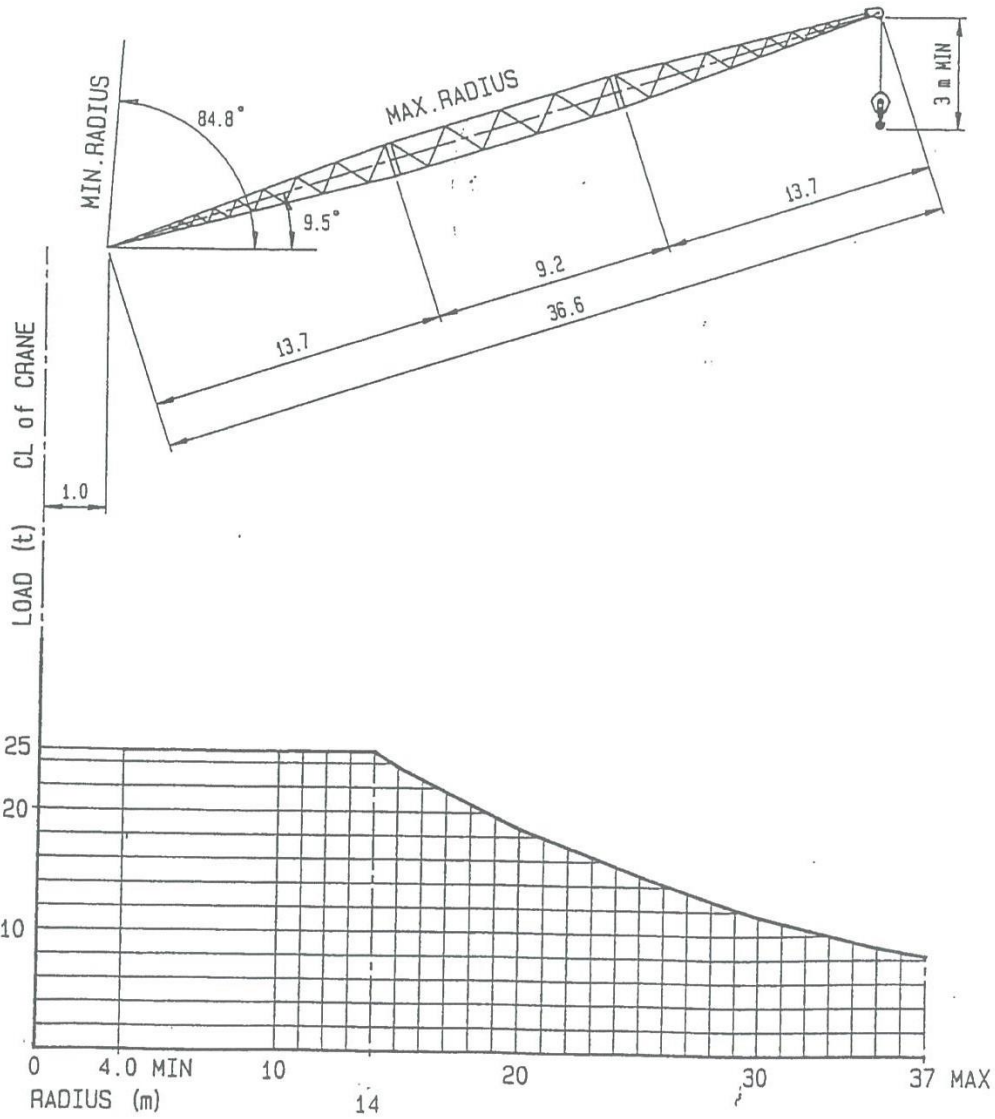 MIN.RADIUS
84.8°
MAX.RADIUS
3 m MIN
9.5°
13.7
9.2
36.6
13.7
CL of CRANE
1.0
LOAD (t)
25
20
10
0 4.0 MIN 10 20 30 37 MAX
RADIUS (m) 14